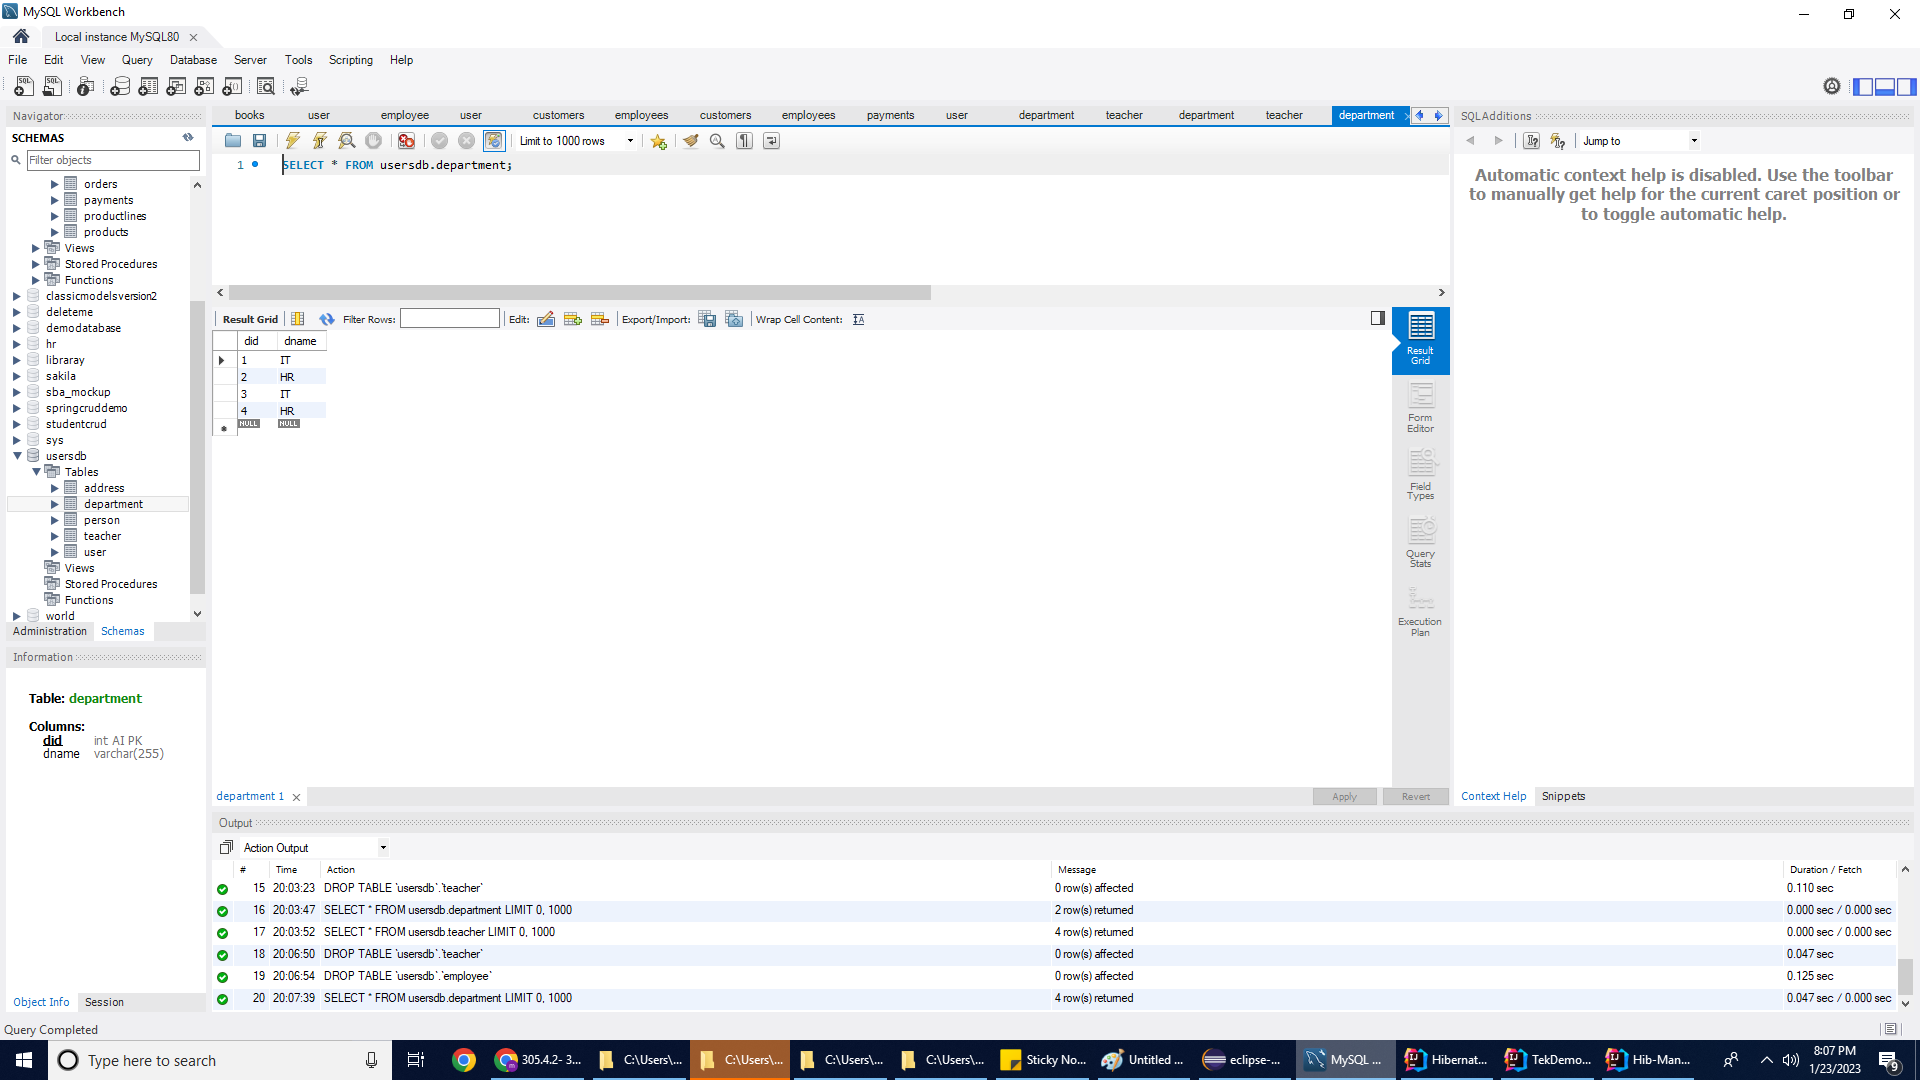 MySQL Workbench
Local instance MySQL80
File Edit View Query Database Server Tools Scripting Help
Navigator
SCHEMAS
Filter objects
orders
payments
productlines
products
Views
Stored Procedures
Functions
classicmodelsversion2
deleteme
demodatabase
hr
libraray
sakila
sba_mockup
springcruddemo
studentcrud
sys
usersdb
Tables
address
department
person
teacher
user
Views
Stored Procedures
Functions
world
Administration Schemas
Information
Table: department
Columns:
did int AI PK
dname varchar(255)
Object Info Session
books user employee user customers employees customers employees payments user department teacher department teacher department
Limit to 1000 rows
1 SELECT * FROM usersdb.department;
Result Grid Filter Rows: Edit: Export/Import: Wrap Cell Content:
did dname
1 IT
2 HR
3 IT
4 HR
NULL NULL
Result Grid
Form Editor
Field Types
Query Stats
Execution Plan
department 1
Apply Revert
SQLAdditions
Jump to
Automatic context help is disabled. Use the toolbar
to manually get help for the current caret position or
to toggle automatic help.
Context Help Snippets
Output
Action Output
# Time Action Message Duration / Fetch
15 20:03:23 DROP TABLE `usersdb`.`teacher` 0 row(s) affected 0.110 sec
16 20:03:47 SELECT * FROM usersdb.department LIMIT 0, 1000 2 row(s) returned 0.000 sec / 0.000 sec
17 20:03:52 SELECT * FROM usersdb.teacher LIMIT 0, 1000 4 row(s) returned 0.000 sec / 0.000 sec
18 20:06:50 DROP TABLE `usersdb`.`teacher` 0 row(s) affected 0.047 sec
19 20:06:54 DROP TABLE `usersdb`.`employee` 0 row(s) affected 0.125 sec
20 20:07:39 SELECT * FROM usersdb.department LIMIT 0, 1000 4 row(s) returned 0.047 sec / 0.000 sec
Query Completed
Type here to search
305.4.2- 3... C:\Users\... C:\Users\... C:\Users\... C:\Users\... Sticky No... Untitled ... eclipse-... MySQL ... Hibernat... TekDemo... Hib-Man...
8:07 PM
1/23/2023
9